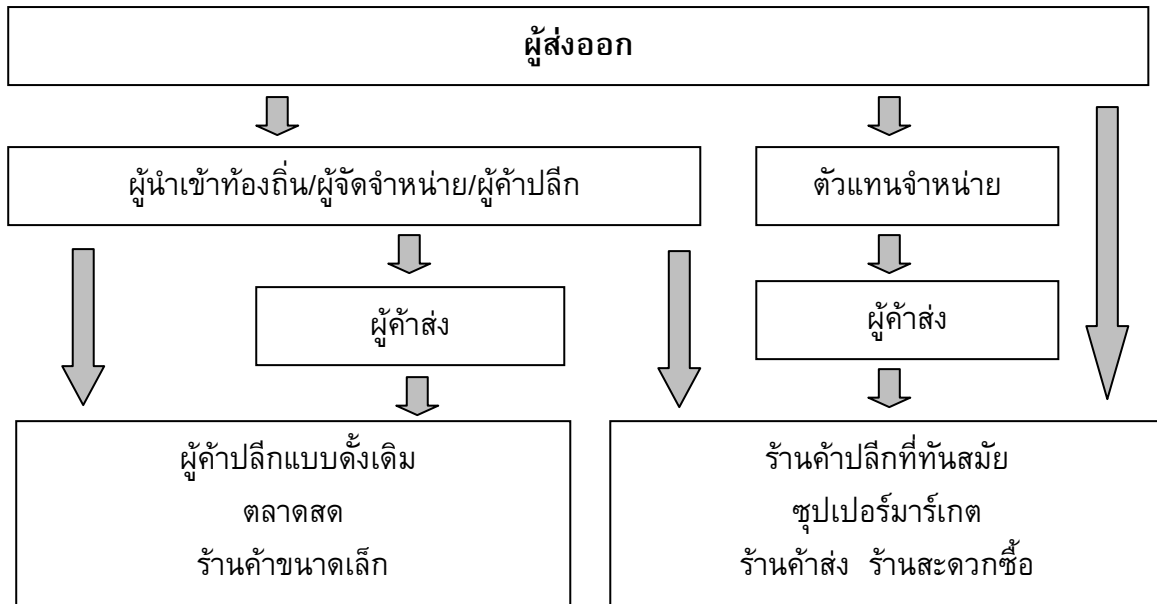 ผู้ส่งออก
ผู้นำเข้าท้องถิ่น/ผู้จัดจำหน่าย/ผู้ค้าปลีก
ตัวแทนจำหน่าย
ผู้ค้าส่ง
ผู้ค้าส่ง
ผู้ค้าปลีกแบบดั้งเดิม
ตลาดสด
ร้านค้าขนาดเล็ก
ร้านค้าปลีกที่ทันสมัย
ซุปเปอร์มาร์เกต
ร้านค้าส่ง ร้านสะดวกซื้อ